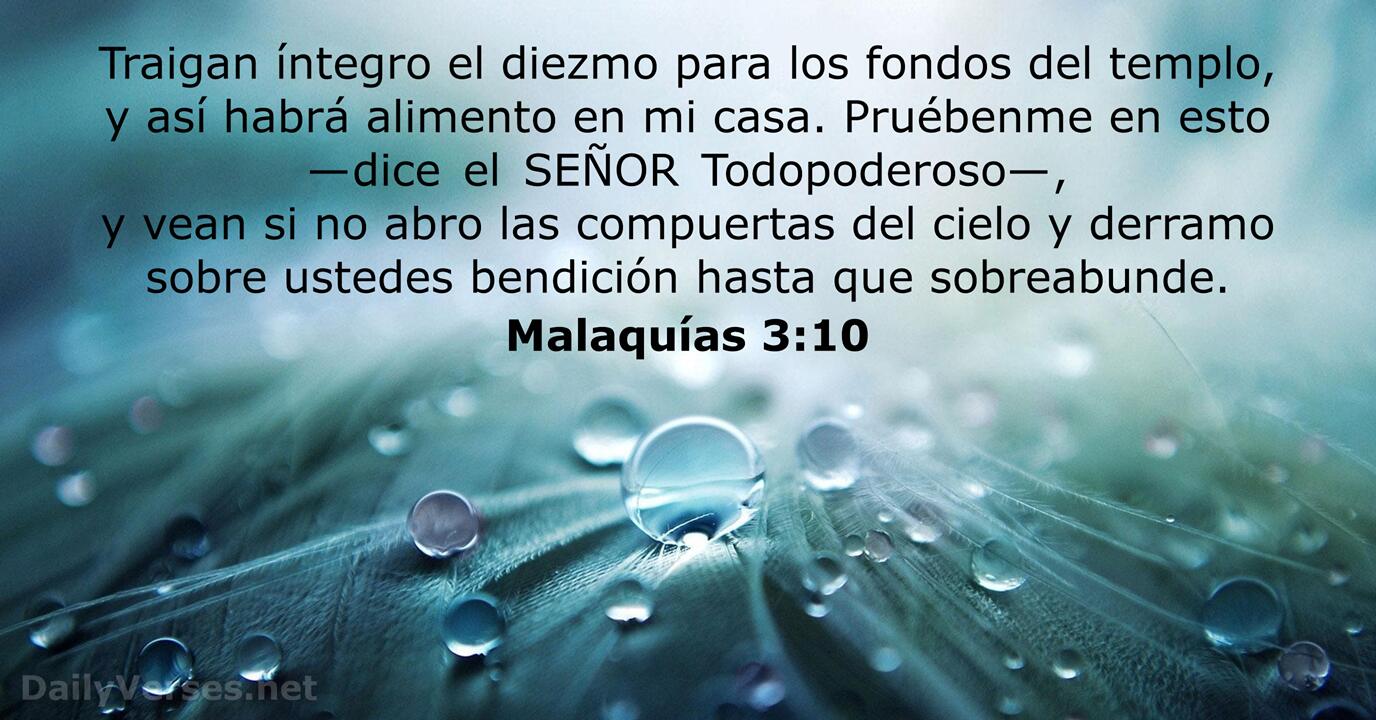 Traigan íntegro el diezmo para los fondos del templo,
y así habrá alimento en mi casa. Pruébenme en esto
—dice el SEÑOR Todopoderoso—,
y vean si no abro las compuertas del cielo y derramo
sobre ustedes bendición hasta que sobreabunde.
Malaquías 3:10
DailyVerses.net